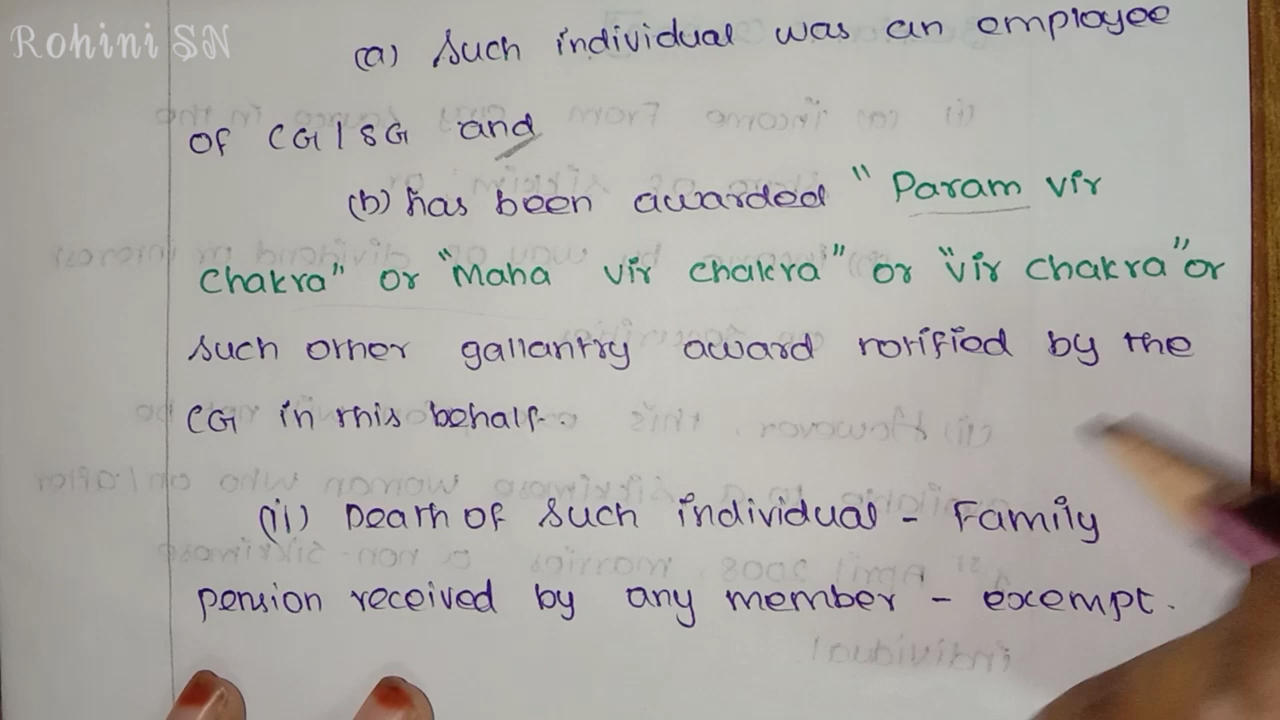 Rohini SN
(a) Such individual was an employee
of CG/SG and
(b) has been awarded "Param vir
chakra" or "Maha vir chakra" or "vir chakra" or
such other gallantry award notified by the
CG in this behalf.
(ii) Death of such individual - Family
pension received by any member - exempt.